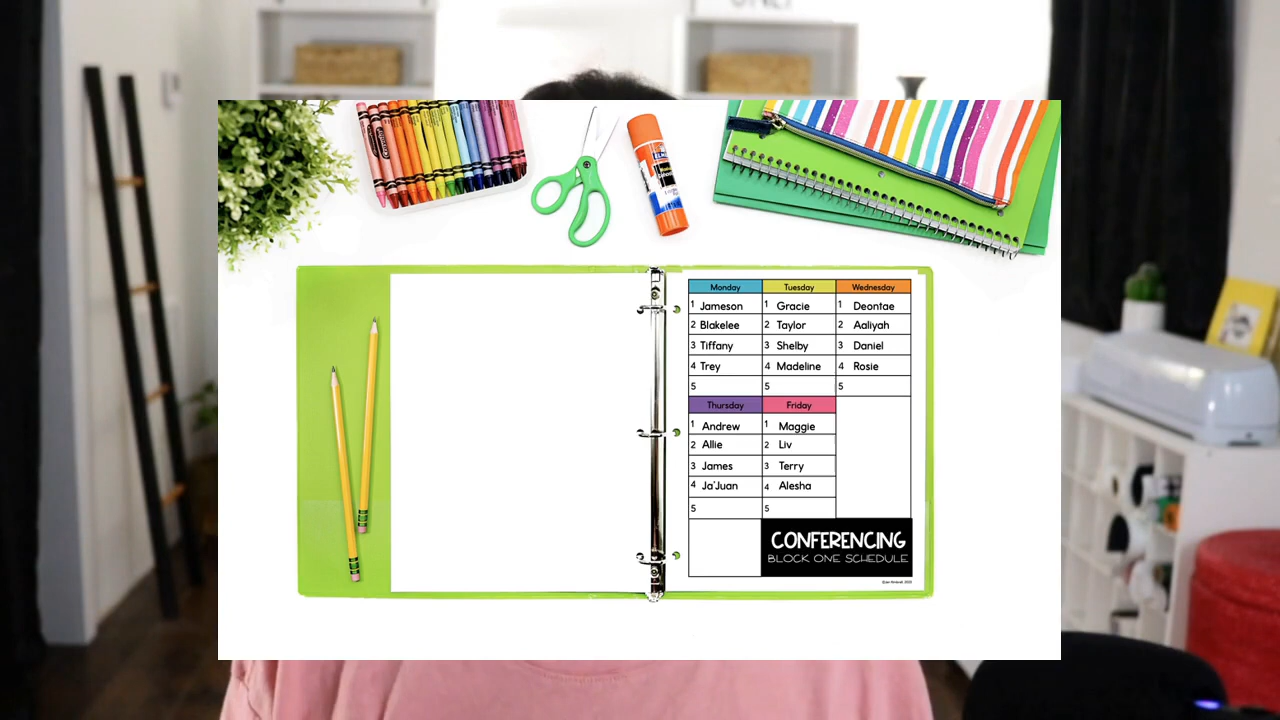 Monday Tuesday Wednesday
1 Jameson 1 Gracie 1 Deontae
2 Blakelee 2 Taylor 2 Aaliyah
3 Tiffany 3 Shelby 3 Daniel
4 Trey 4 Madeline 4 Rosie
5 5 5
Thursday Friday
1 Andrew 1 Maggie
2 Allie 2 Liv
3 James 3 Terry
4 Ja'Juan 4 Alesha
5 5
CONFERENCING
BLOCK ONE SCHEDULE